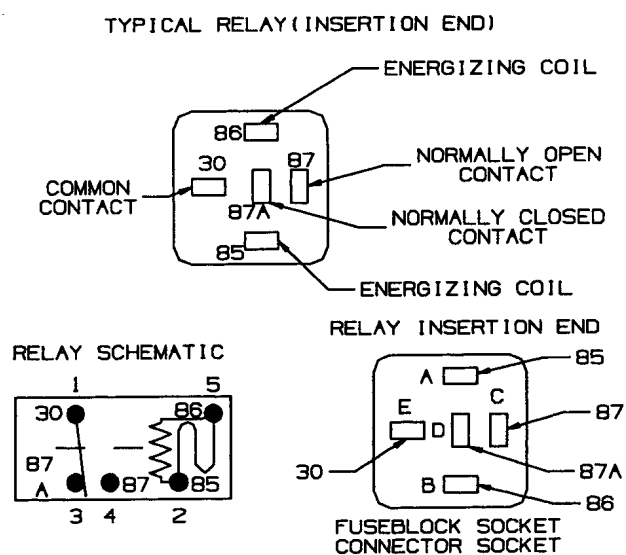 TYPICAL RELAY(INSERTION END)
ENERGIZING COIL
86
30
87
NORMALLY OPEN
CONTACT
COMMON
CONTACT
87A
NORMALLY CLOSED
CONTACT
85
ENERGIZING COIL
RELAY SCHEMATIC
1
5
30
86
87
A
87
85
3
4
2
RELAY INSERTION END
A
85
E
C
D
87
30
87A
B
86
FUSEBLOCK SOCKET
CONNECTOR SOCKET